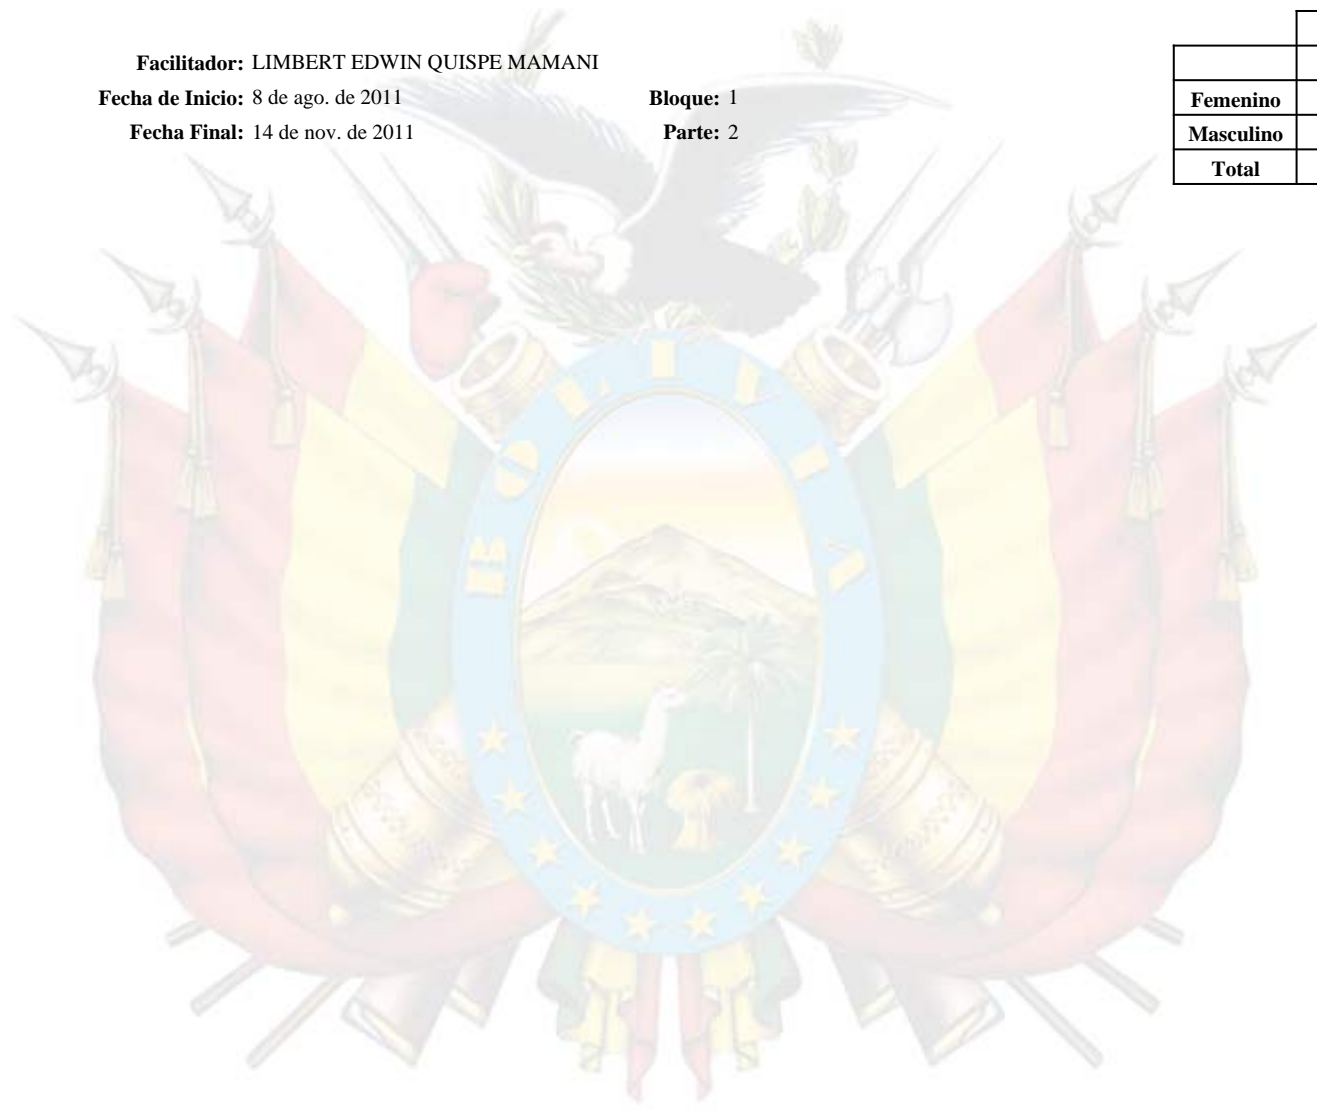 Facilitador: LIMBERT EDWIN QUISPE MAMANI
Fecha de Inicio: 8 de ago. de 2011 Bloque: 1
Fecha Final: 14 de nov. de 2011 Parte: 2
Femenino
Masculino
Total
BOLIVIA